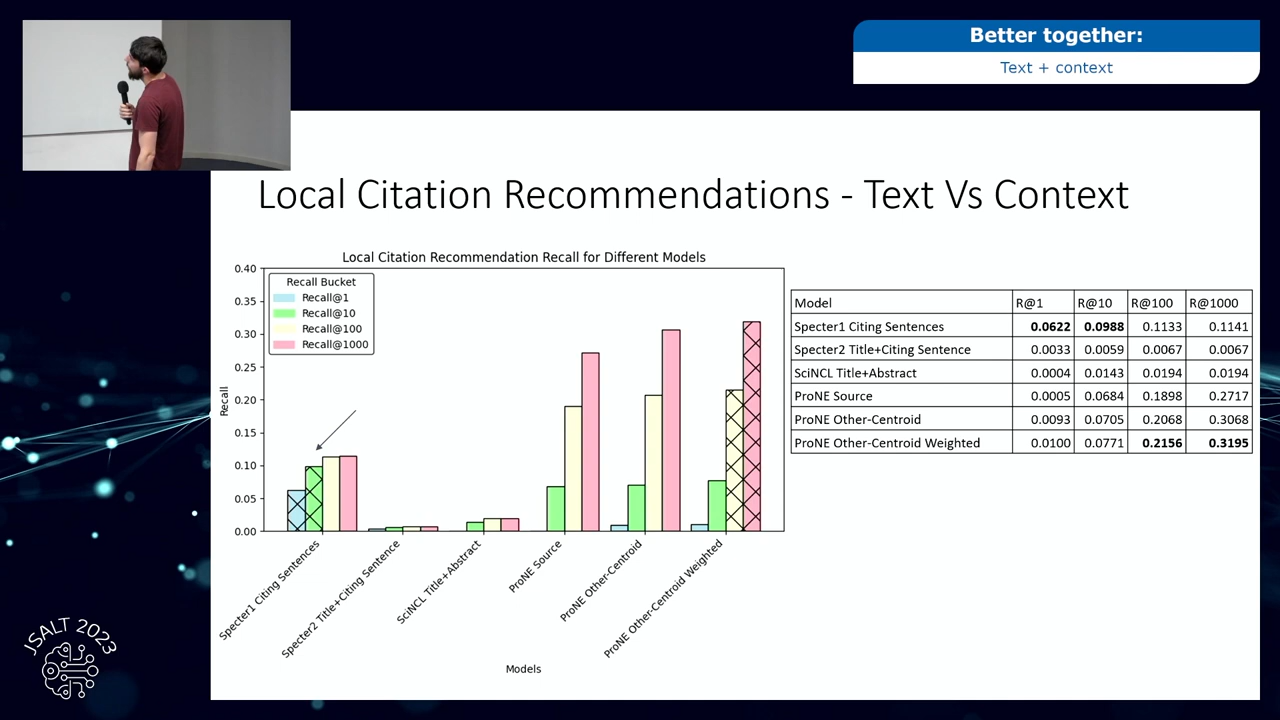 Better together:
Text + context
Local Citation Recommendations - Text Vs Context
Local Citation Recommendation Recall for Different Models
Recall Bucket
Recall@1
Recall@10
Recall@100
Recall@1000
0.40
0.35
0.30
0.25
0.20
0.15
0.10
0.05
0.00
Recall
Specter1 Citing Sentences
Specter2 Title+Citing Sentence
SciNCL Title+Abstract
ProNE Source
ProNE Other-Centroid
ProNE Other-Centroid Weighted
Models
Model R@1 R@10 R@100 R@1000
Specter1 Citing Sentences 0.0622 0.0988 0.1133 0.1141
Specter2 Title+Citing Sentence 0.0033 0.0059 0.0067 0.0067
SciNCL Title+Abstract 0.0004 0.0143 0.0194 0.0194
ProNE Source 0.0005 0.0684 0.1898 0.2717
ProNE Other-Centroid 0.0093 0.0705 0.2068 0.3068
ProNE Other-Centroid Weighted 0.0100 0.0771 0.2156 0.3195
JSALT 2023